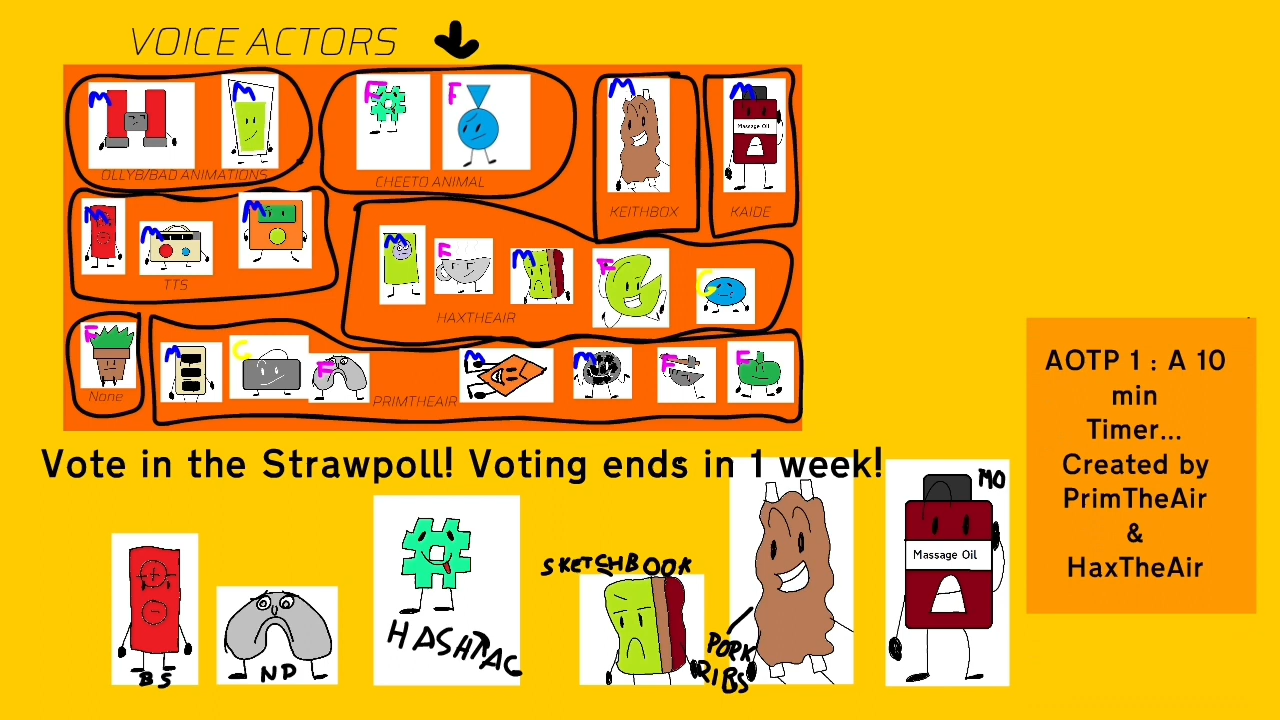 VOICE ACTORS
M M F F M M
Massage Oil
OLLYB/BAD ANIMATIONS
CHEETO ANIMAL
KEITHBOX
KAIDE
M M M
TTS
M F M F C
HAXTHEAIR
F M C F M M F F
None
PRIMTHEAIR
AOTP 1 : A 10
min
Timer...
Created by
PrimTheAir
&
HaxTheAir
Vote in the Strawpoll! Voting ends in 1 week!
BS
ND
HASHTAG
SKETCHBOOK
PORK
RIBS
MO
Massage Oil